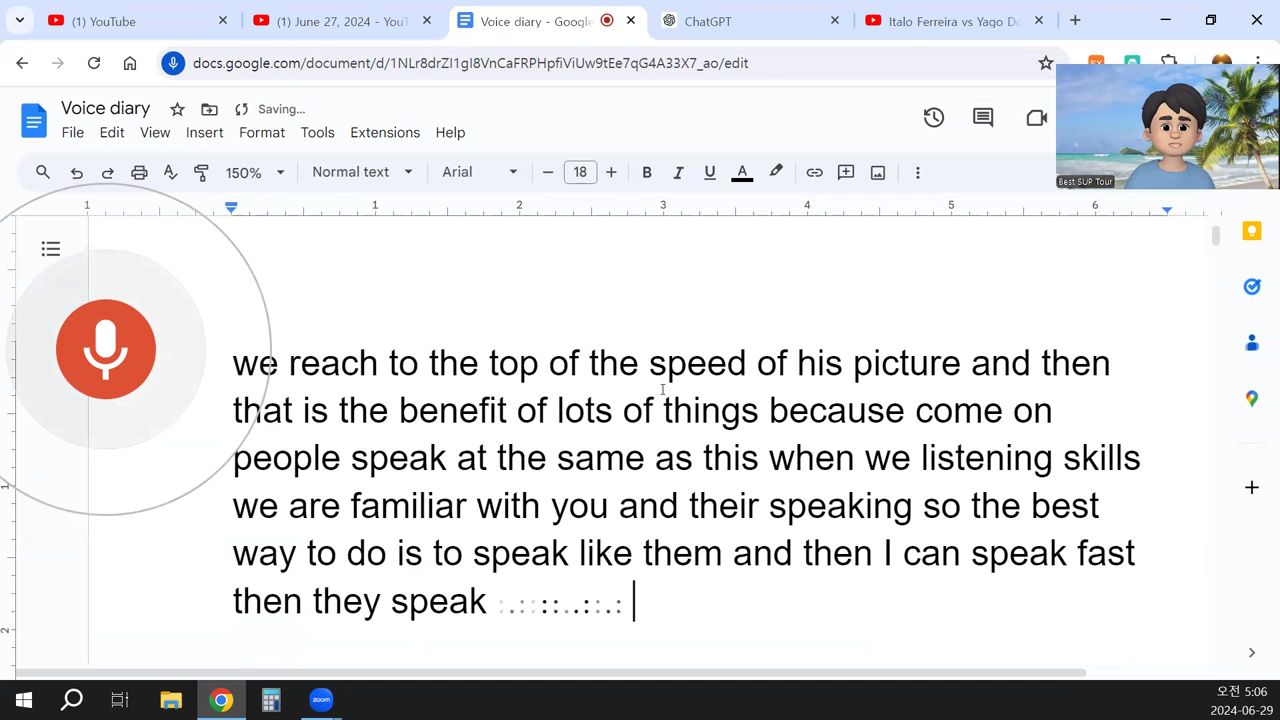 (1) YouTube
(1) June 27, 2024 - YouT
Voice diary - Google
ChatGPT
Italo Ferreira vs Yago Do
docs.google.com/document/d/1NLr8drZl1q8VnCaFRPHpfiViUw9tEe7qG4A33X7_ao/edit
Voice diary
Saving...
File Edit View Insert Format Tools Extensions Help
150% Normal text Arial 18 B I U A
Best SUP Tour
1 1 2 3 4 5 6
we reach to the top of the speed of his picture and then
that is the benefit of lots of things because come on
people speak at the same as this when we listening skills
we are familiar with you and their speaking so the best
way to do is to speak like them and then I can speak fast
then they speak
1
2
zoom
오전 5:06
2024-06-29